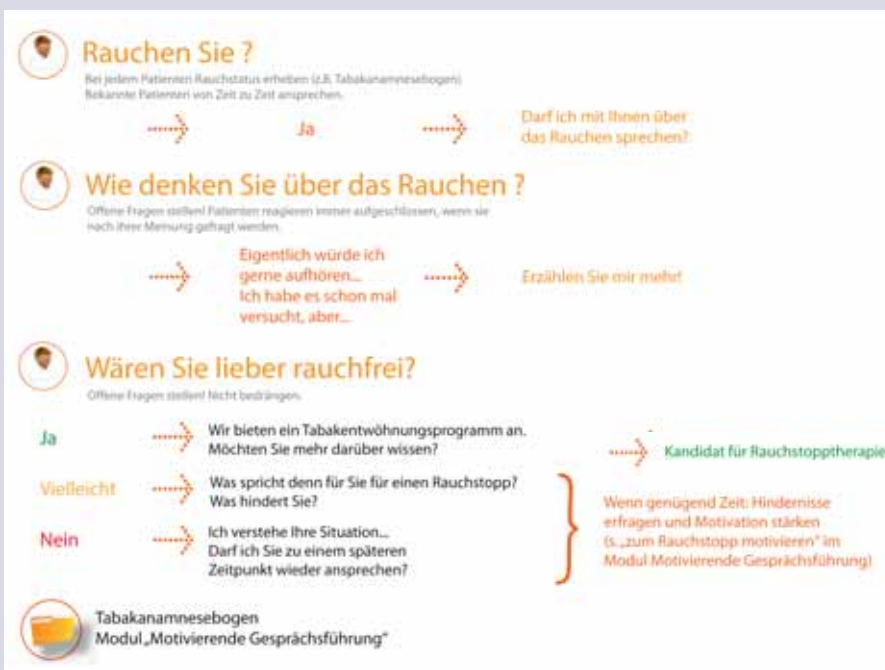 Rauchen Sie ?
Bei jedem Patienten Rauchstatus erheben (z.B. Tabakanamnesebogen)
Bekannte Patienten von Zeit zu Zeit ansprechen.
Ja
Darf ich mit Ihnen über
das Rauchen sprechen?
Wie denken Sie über das Rauchen ?
Offene Fragen stellen! Patienten reagieren immer aufgeschlossen, wenn sie
nach ihrer Meinung gefragt werden.
Eigentlich würde ich
gerne aufhören...
Ich habe es schon mal
versucht, aber...
Erzählen Sie mir mehr!
Wären Sie lieber rauchfrei?
Offene Fragen stellen! Nicht bedrängen.
Ja
Wir bieten ein Tabakentwöhnungsprogramm an.
Möchten Sie mehr darüber wissen?
Kandidat für Rauchstopptherapie
Vielleicht
Was spricht denn für Sie für einen Rauchstopp?
Was hindert Sie?
Nein
Ich verstehe Ihre Situation...
Darf ich Sie zu einem späteren
Zeitpunkt wieder ansprechen?
Wenn genügend Zeit: Hindernisse
erfragen und Motivation stärken
(s. „zum Rauchstopp motivieren" im
Modul Motivierende Gesprächsführung)
Tabakanamnesebogen
Modul „Motivierende Gesprächsführung"